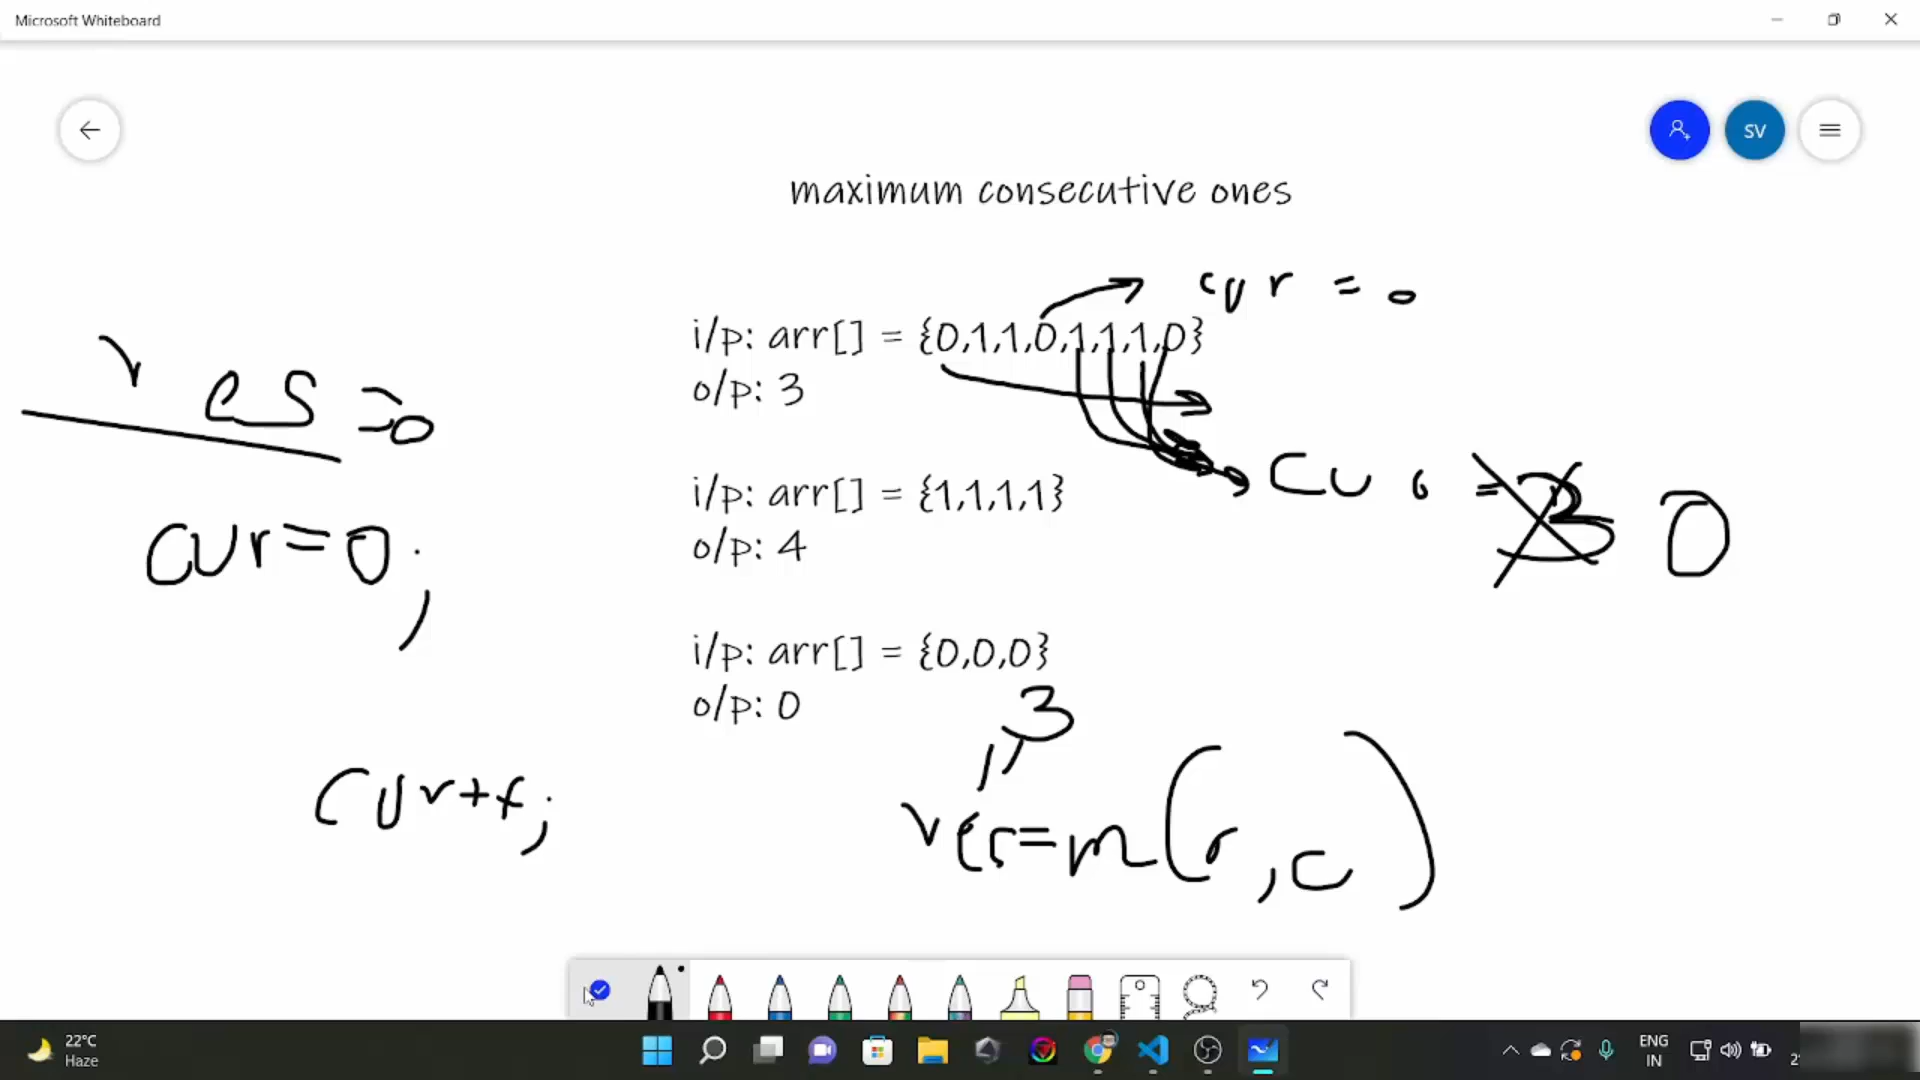 Microsoft Whiteboard
SV
maximum consecutive ones
cur = 0
i/p: arr[] = {0,1,1,0,1,1,1,0}
o/p: 3
res=0
i/p: arr[] = {1,1,1,1}
o/p: 4
cur=0;
0
i/p: arr[] = {0,0,0}
o/p: 0
3
cur++;
res=m(r,c)
22°C
Haze
ENG
IN